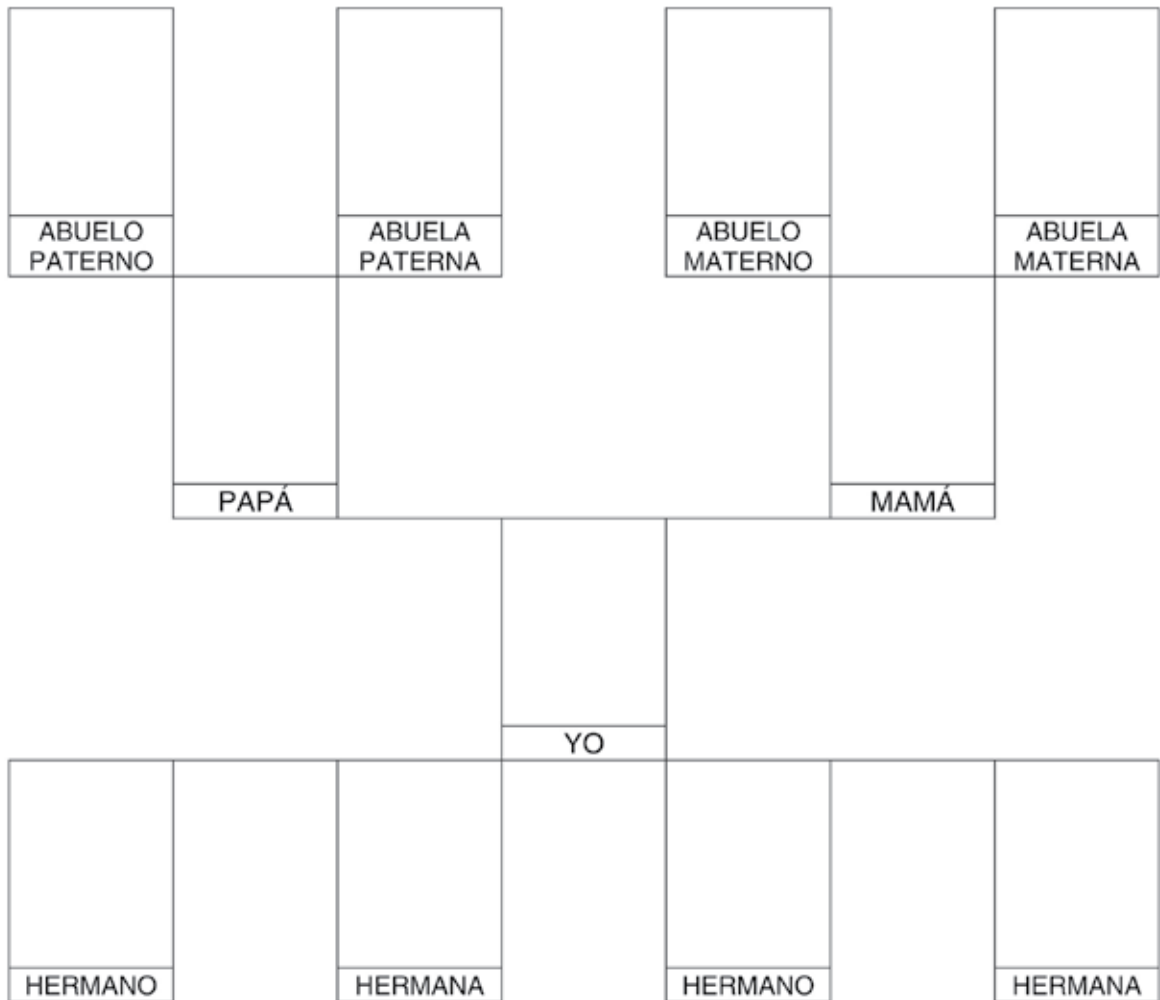 ABUELO
PATERNO
ABUELA
PATERNA
ABUELO
MATERNO
ABUELA
MATERNA
PAPÁ
MAMÁ
YO
HERMANO
HERMANA
HERMANO
HERMANA